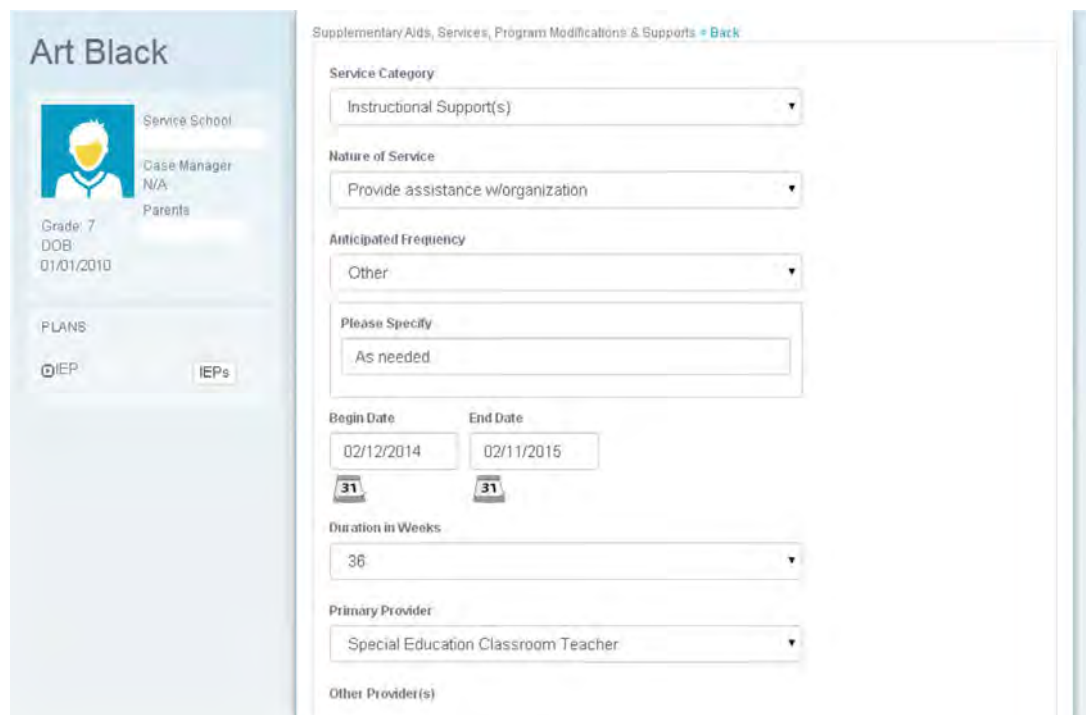 Art Black
Service School
Case Manager
N/A
Parents
Grade: 7
DOB
01/01/2010
PLANS
IEP
IEPs
Supplementary Aids, Services, Program Modifications & Supports « Back
Service Category
Instructional Support(s)
Nature of Service
Provide assistance w/organization
Anticipated Frequency
Other
Please Specify
As needed
Begin Date End Date
02/12/2014 02/11/2015
31 31
Duration in Weeks
36
Primary Provider
Special Education Classroom Teacher
Other Provider(s)